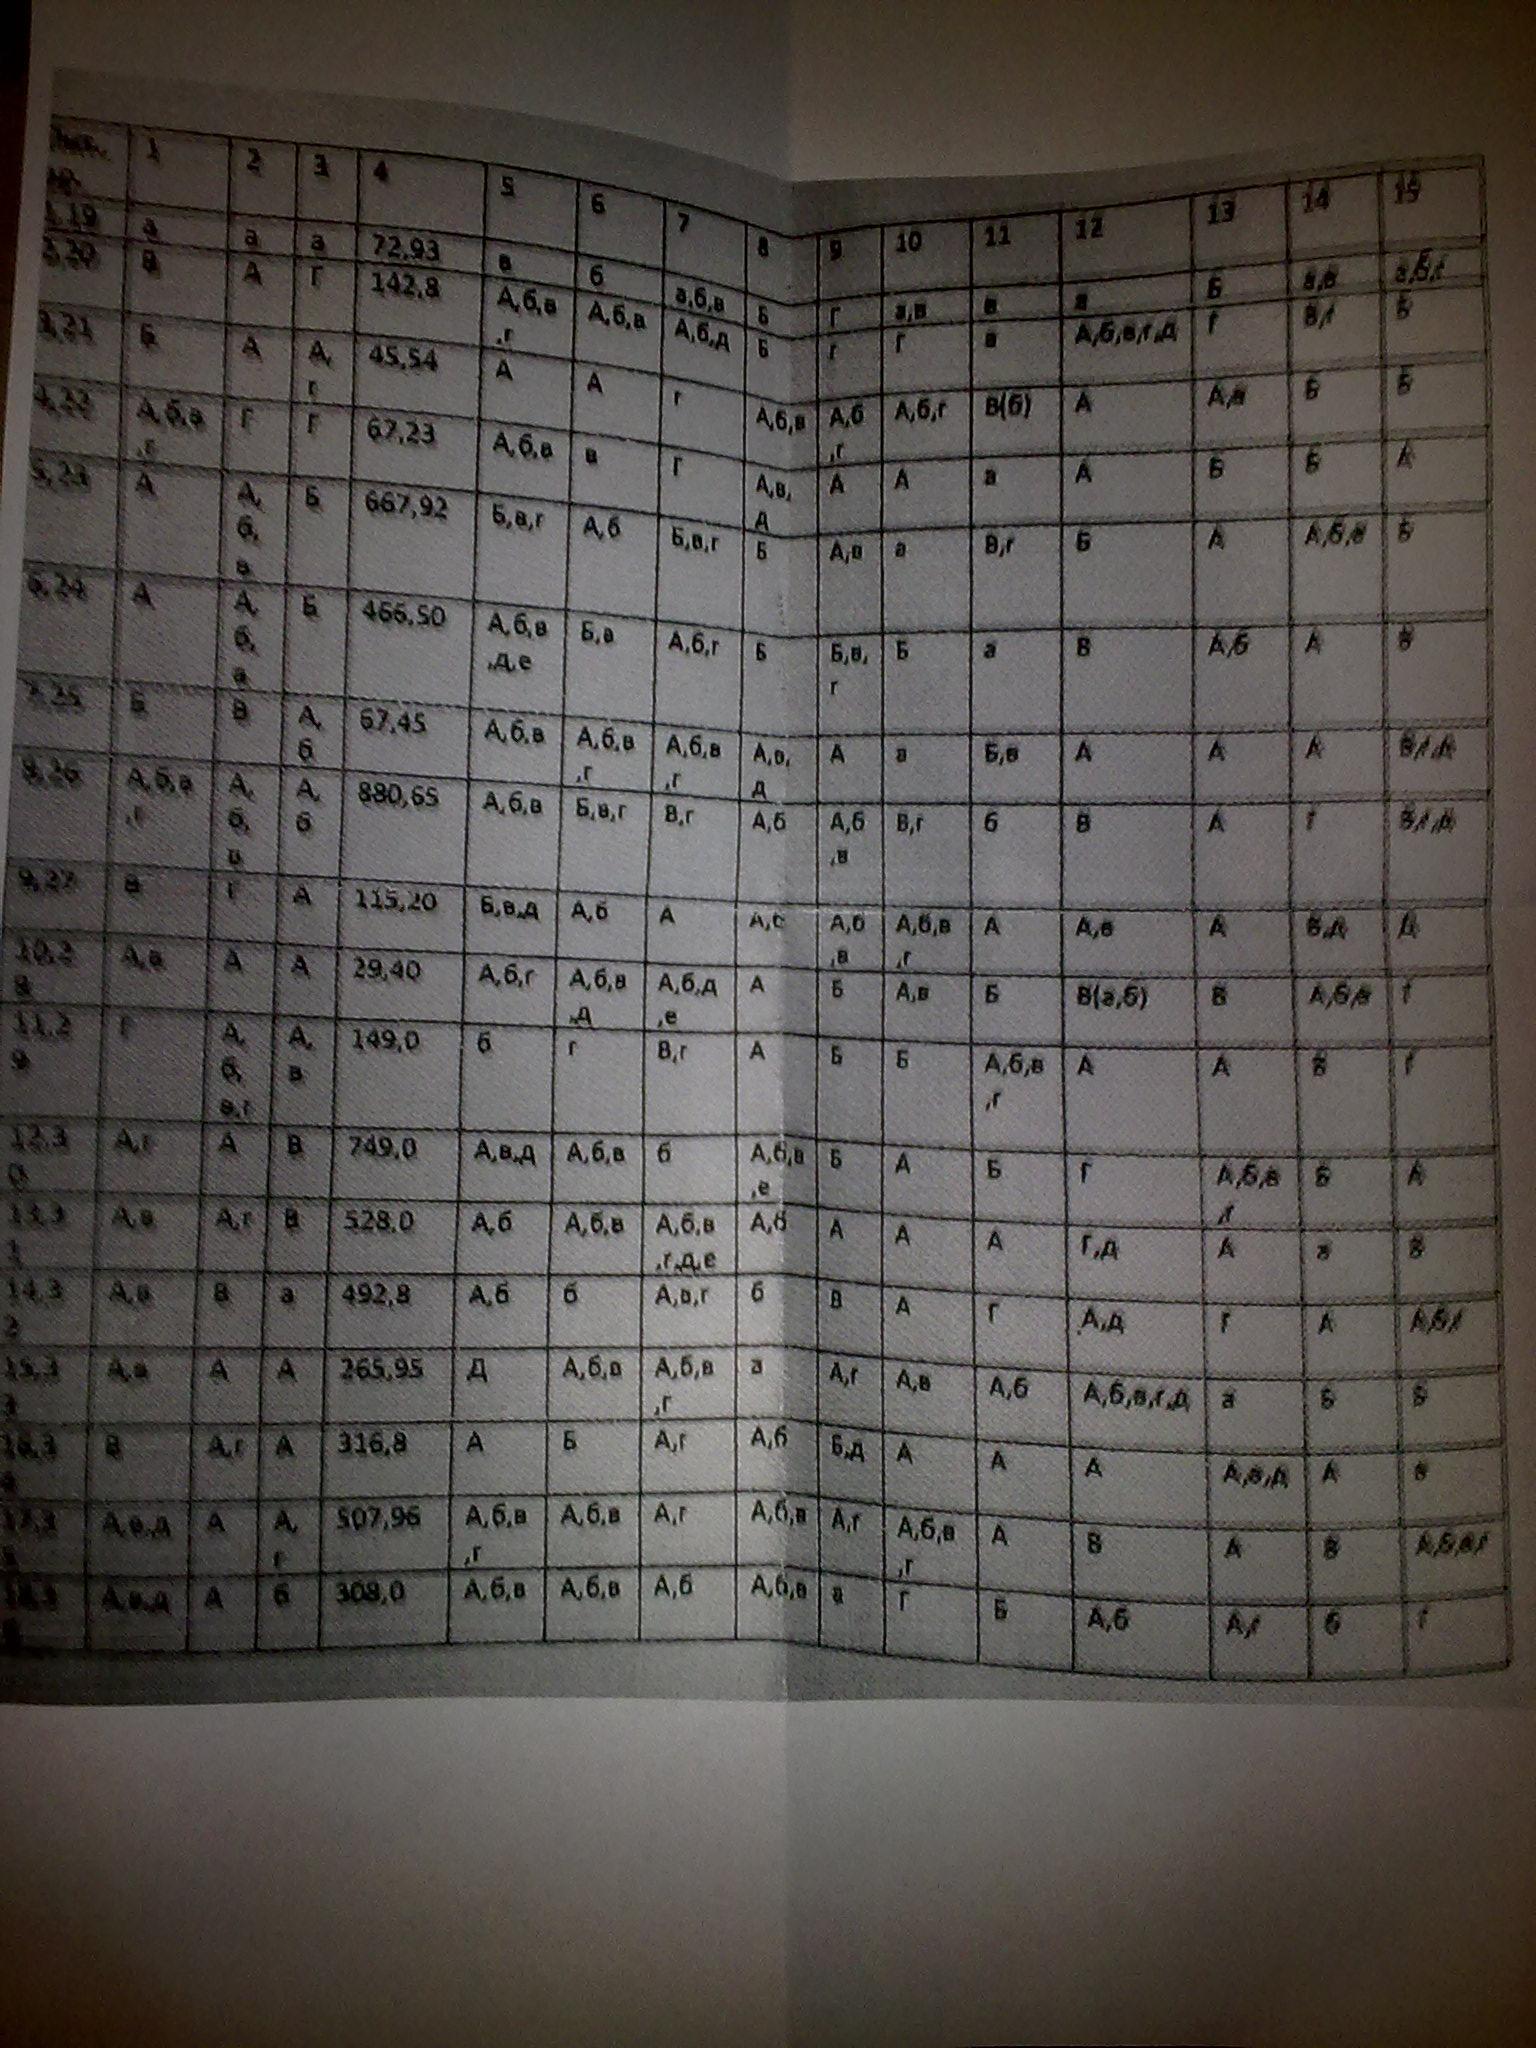 1 2 3 4 5 6 7 8 9 10 11 12 13 14 15
1,19 а а а 72,93 в б а,б,в Б Г а,в в а Б а,в а,б,г
2,20 В А Г 142,8 А,б,в,г А,б,в А,б,д Б г Г в А,б,в,г,д г В,г Б
3,21 Б А А,г 45,54 А А г А,б,в А,б,г А,б,г В(б) А А,в Б Б
4,22 А,б,в,г Г Г 67,23 А,б,в в Г А,в,д А А а А Б Б А
5,23 А А,б,в Б 667,92 Б,в,г А,б Б,в,г Б А,в а В,г Б А А,б,в Б
6,24 А А,б,в Б 466,50 А,б,в,д,е Б,в А,б,г Б Б,в,г Б а В А,б А В
7,25 Б В А,б 67,45 А,б,в А,б,в,г А,б,в,г А,в,д А а Б,в А А А В,г,д
8,26 А,б,в,г А,б,в А,б 880,65 А,б,в Б,в,г В,г А,б А,б,в В,г б В А г В,г,д
9,27 В Г А 115,20 Б,в,д А,б А А,б,в А,б,в,г А А,в А В,д
10,28 А,в А А 29,40 А,б,г А,б,в,д А,б,д,е А Б А,в Б В(а,б) В А,б,в г
11,29 Г А,б,в,г А,в 149,0 б г В,г А Б Б А,б,в,г А А В г
12,30 А,г А В 749,0 А,в,д А,б,в б А,б,в,е Б А Б Г А,б,в,г Б А
13,31 А,в А,г В 528,0 А,б А,б,в А,б,в,г,д,е А,б А А А Г,д А а В
14,32 А,в В а 492,8 А,б б А,в,г б В А Г А,д г А А,б,г
15,33 А,в А А 265,95 Д А,б,в А,б,в,г а А,г А,в А,б А,б,в,г,д а Б Б
16,34 В А,г А 316,8 А Б А,г А,б Б,д А А А А,в,д А в
17,35 А,в,д А А,г 507,96 А,б,в,г А,б,в А,г А,б,в А,г А,б,в,г А В А В А,б,в,г
А,в,д А б 308,0 А,б,в А,б,в А,б А,б,в а Г Б А,б А,г б г